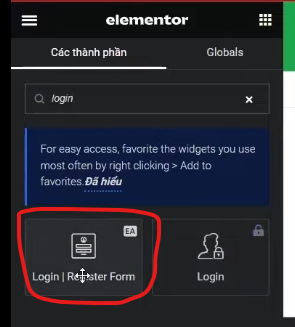 elementor
Các thành phần
Globals
login
For easy access, favorite the widgets you use
most often by right clicking > Add to
favorites.Đã hiểu
EA
Login | Register Form
Login